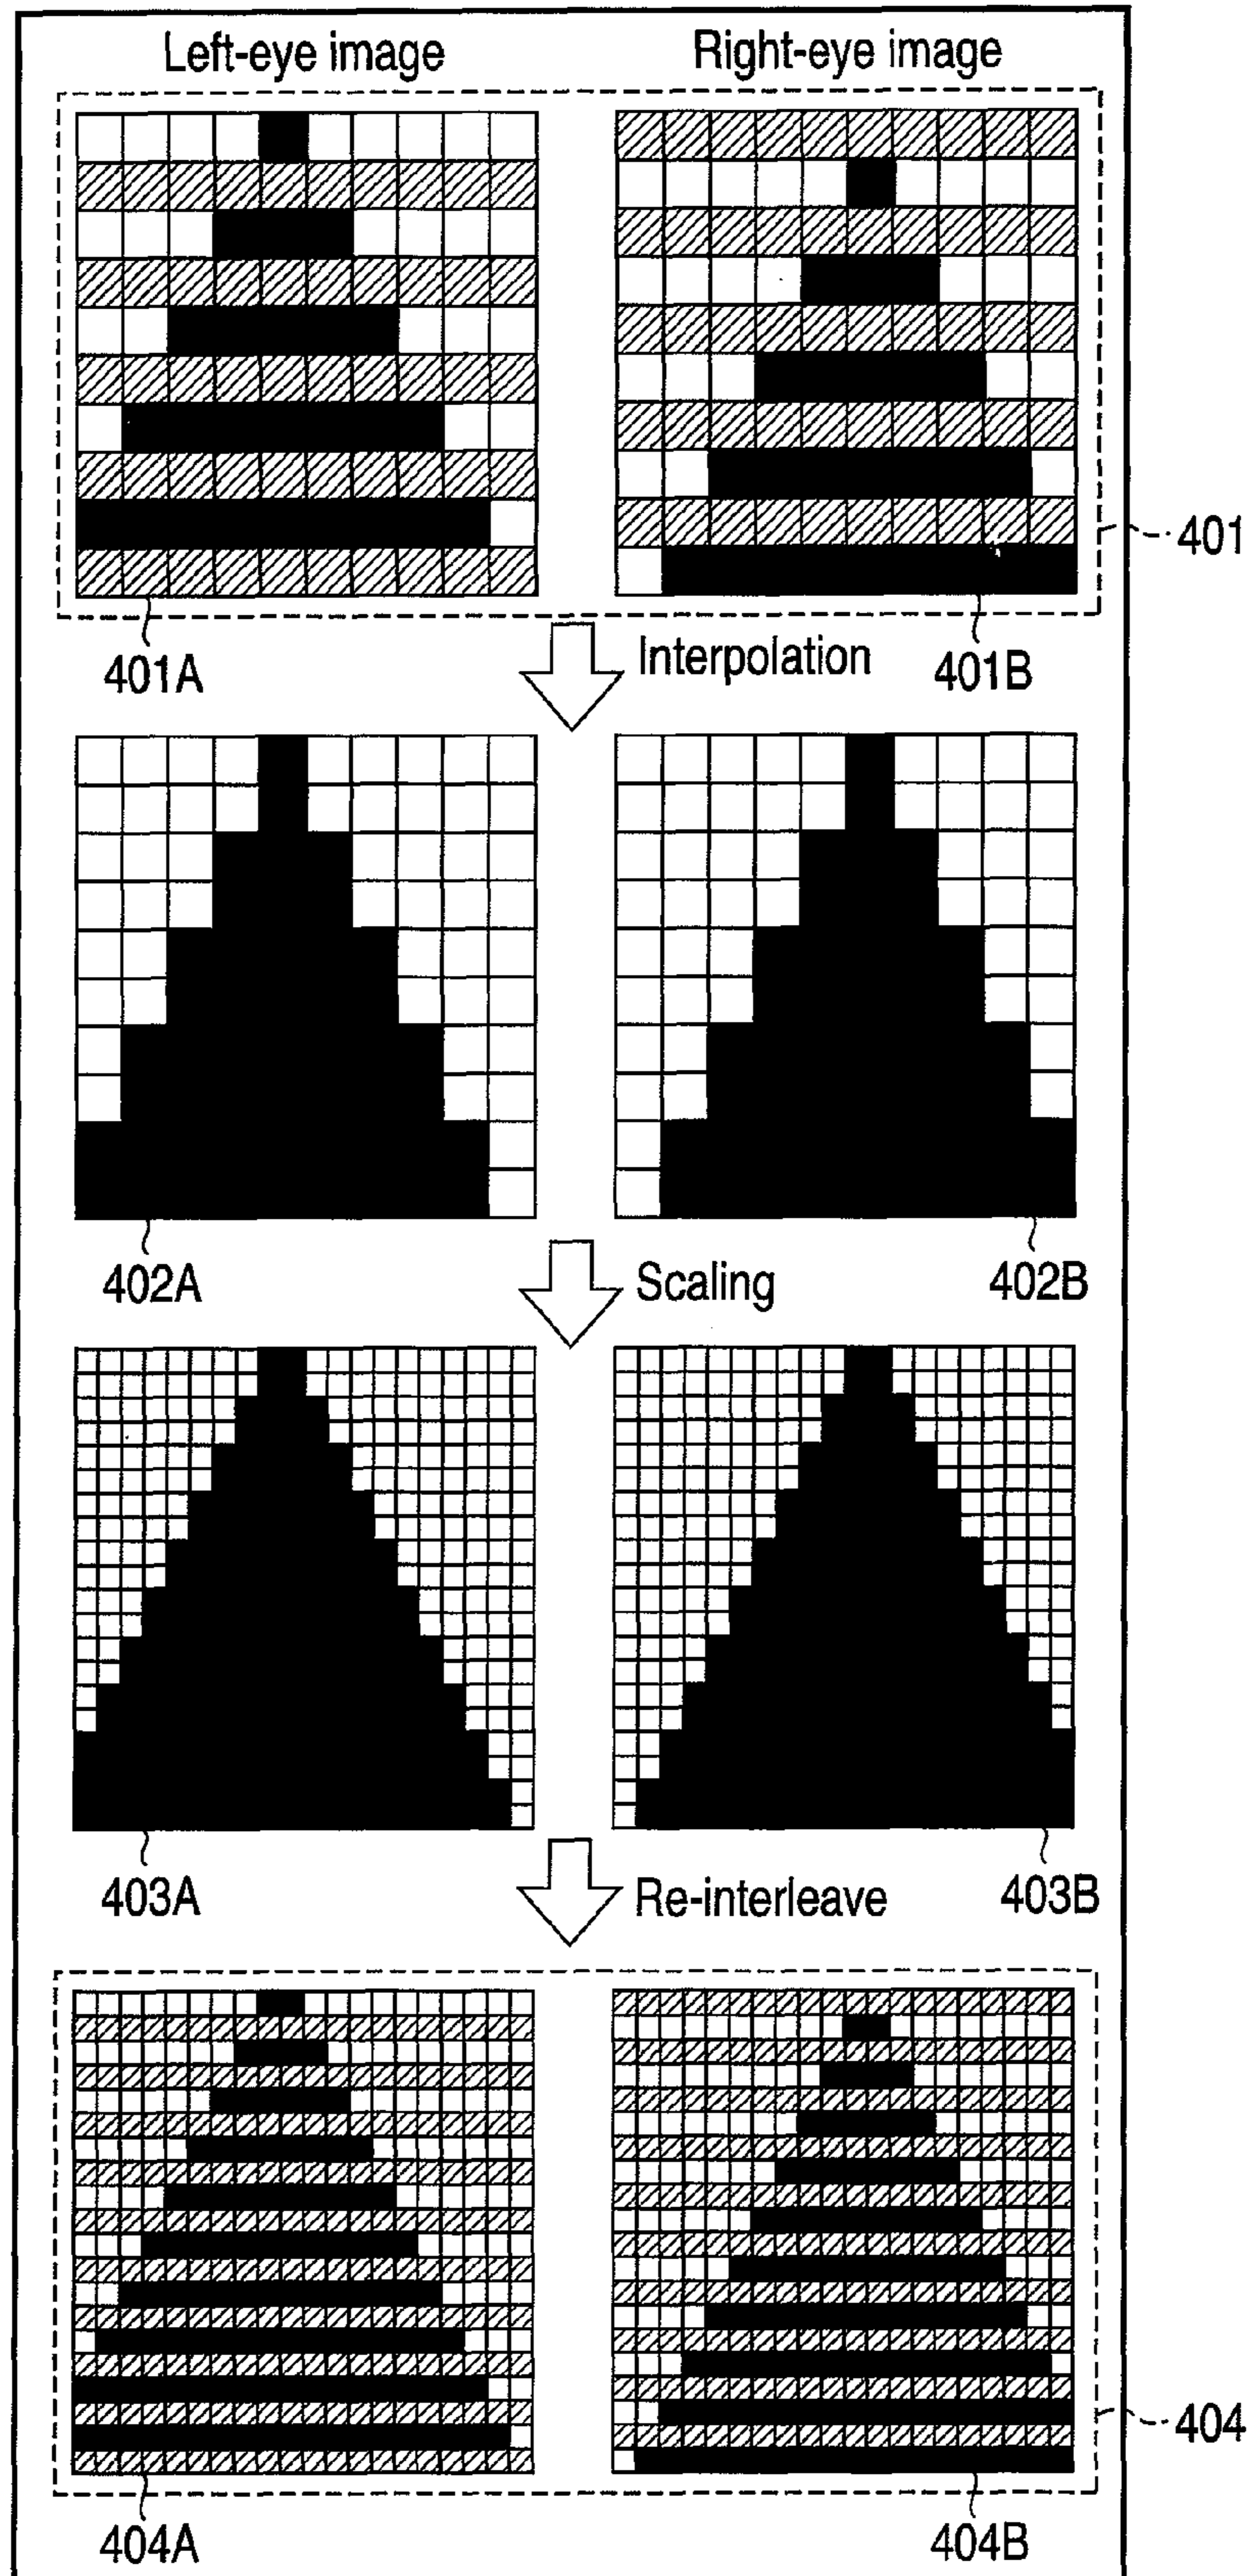 Left-eye image
Right-eye image
401
401A
Interpolation
401B
402A
Scaling
402B
403A
Re-interleave
403B
404
404A
404B